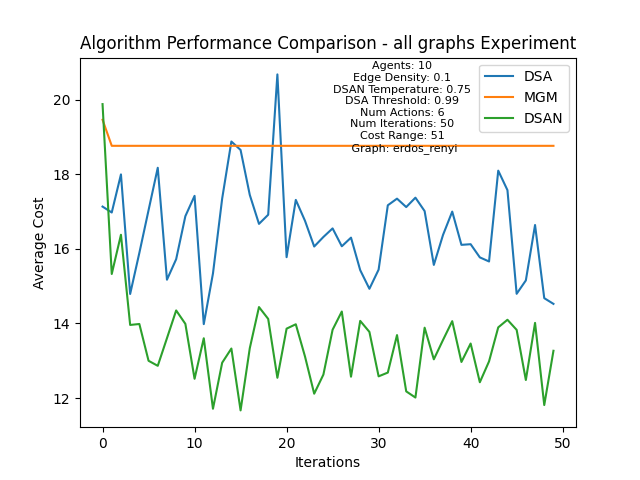 Algorithm Performance Comparison - all graphs Experiment
Agents: 10
Edge Density: 0.1
DSAN Temperature: 0.75
DSA Threshold: 0.99
Num Actions: 6
Num Iterations: 50
Cost Range: 51
Graph: erdos_renyi
DSA
MGM
DSAN
Average Cost
20
18
16
14
12
0
10
20
30
40
50
Iterations